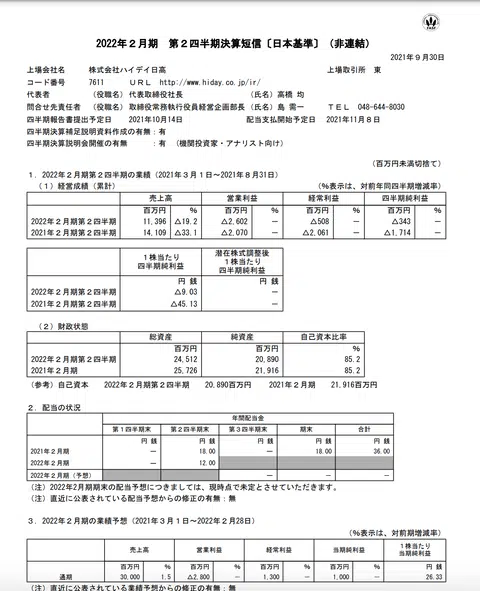 2022年2月期 第2四半期決算短信〔日本基準〕(非連結)
2021年9月30日
上場会社名 株式会社ハイデイ日高 上場取引所 東
コード番号 7611 URL http://www.hiday.co.jp/ir/
代表者 (役職名) 代表取締役社長 (氏名) 高橋 均
問合せ先責任者 (役職名) 取締役常務執行役員経営企画部長 (氏名) 島 需一 TEL 048-644-8030
四半期報告書提出予定日 2021年10月14日 配当支払開始予定日 2021年11月8日
四半期決算補足説明資料作成の有無:有
四半期決算説明会開催の有無 :有 (機関投資家・アナリスト向け)
(百万円未満切捨て)
1.2022年2月期第2四半期の業績(2021年3月1日~2021年8月31日)
(1)経営成績(累計) (%表示は、対前年同四半期増減率)
売上高 営業利益 経常利益 四半期純利益
百万円 % 百万円 % 百万円 % 百万円 %
2022年2月期第2四半期 11,396 △19.2 △2,602 - △508 - △343 -
2021年2月期第2四半期 14,109 △33.1 △2,070 - △2,061 - △1,714 -
1株当たり四半期純利益 潜在株式調整後1株当たり四半期純利益
円 銭 円 銭
2022年2月期第2四半期 △9.03 -
2021年2月期第2四半期 △45.13 -
(2)財政状態
総資産 純資産 自己資本比率
百万円 百万円 %
2022年2月期第2四半期 24,512 20,890 85.2
2021年2月期 25,726 21,916 85.2
(参考)自己資本 2022年2月期第2四半期 20,890百万円 2021年2月期 21,916百万円
2.配当の状況
年間配当金
第1四半期末 第2四半期末 第3四半期末 期末 合計
円 銭 円 銭 円 銭 円 銭 円 銭
2021年2月期 - 18.00 - 18.00 36.00
2022年2月期 - 12.00
2022年2月期(予想) - - -
(注)2022年2月期期末の配当予想につきましては、現時点で未定とさせていただきます。
(注)直近に公表されている配当予想からの修正の有無:無
3.2022年2月期の業績予想(2021年3月1日~2022年2月28日)
(%表示は、対前期増減率)
売上高 営業利益 経常利益 当期純利益 1株当たり当期純利益
百万円 % 百万円 % 百万円 % 百万円 % 円 銭
通期 30,000 1.5 △2,800 - 1,300 - 1,000 - 26.33
(注)直近に公表されている業績予想からの修正の有無:無